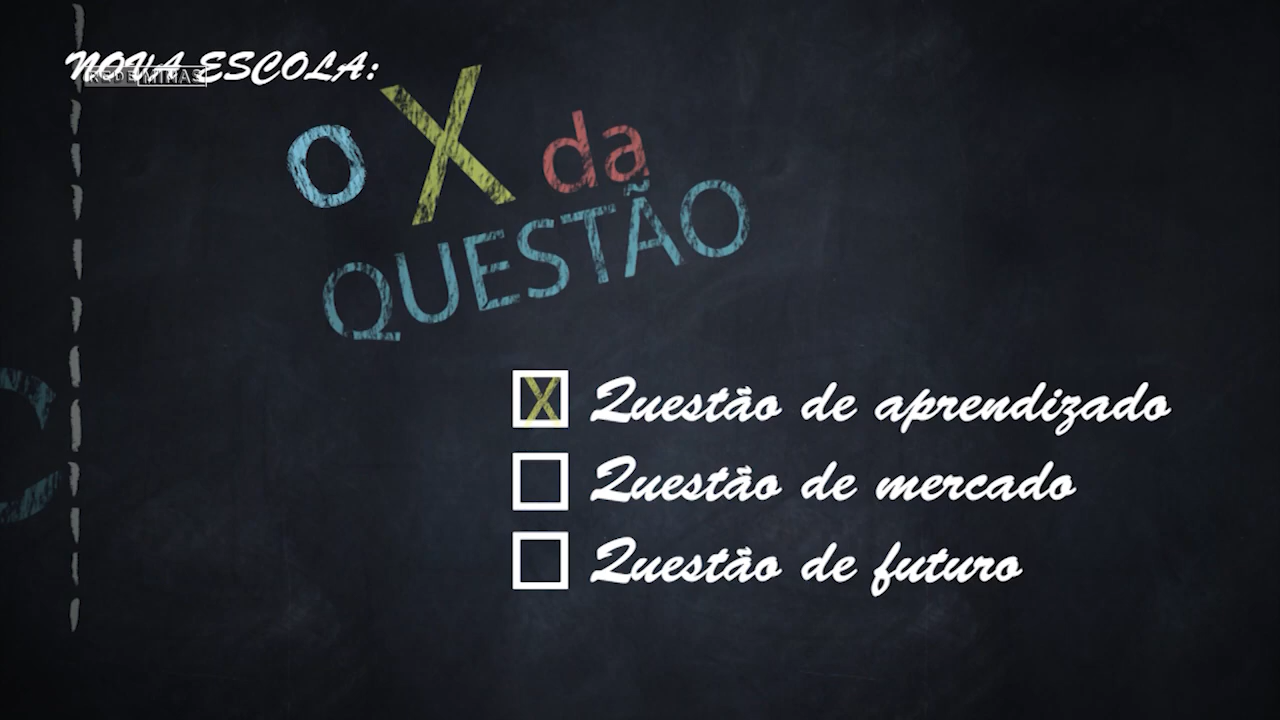 NOVA ESCOLA:
REDE MINAS
o X da
QUESTÃO
X Questão de aprendizado
Questão de mercado
Questão de futuro